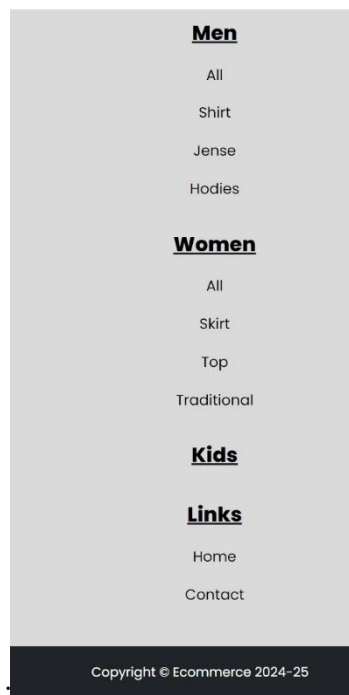 Men
All
Shirt
Jense
Hodies
Women
All
Skirt
Top
Traditional
Kids
Links
Home
Contact
Copyright © Ecommerce 2024-25